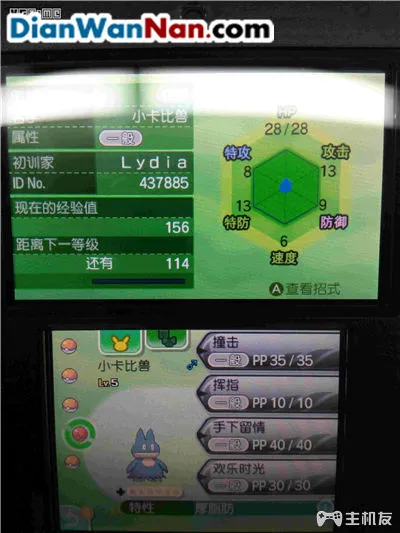 DianWanNan.com
小卡比兽
属性 一般
初训家 Lydia
ID No. 437885
现在的经验值
156
距离下一等级
还有 114
HP
28/28
特攻
8
攻击
13
特防
13
防御
9
速度
6
A 查看招式
小卡比兽 ♂
Lv.5
撞击
一般 PP 35/35
挥指
一般 PP 10/10
手下留情
一般 PP 40/40
欢乐时光
一般 PP 30/30
特性 厚脂肪
主机友